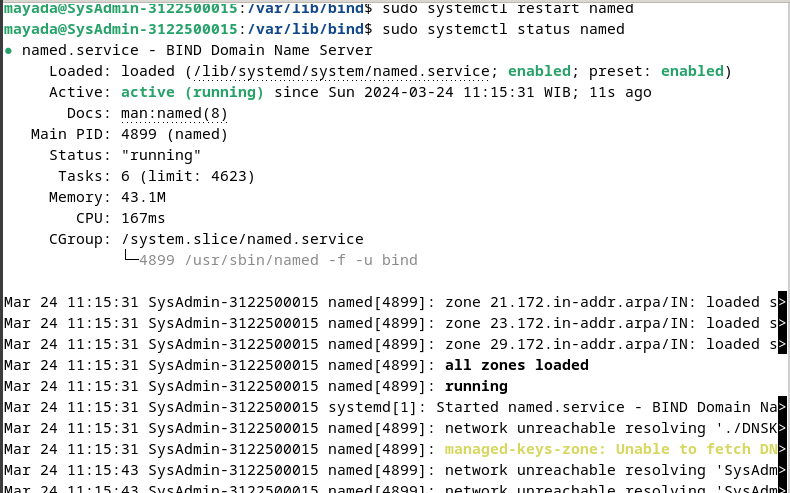 mayada@SysAdmin-3122500015:/var/lib/bind$ sudo systemctl restart named
mayada@SysAdmin-3122500015:/var/lib/bind$ sudo systemctl status named
● named.service - BIND Domain Name Server
     Loaded: loaded (/lib/systemd/system/named.service; enabled; preset: enabled)
     Active: active (running) since Sun 2024-03-24 11:15:31 WIB; 11s ago
       Docs: man:named(8)
   Main PID: 4899 (named)
     Status: "running"
      Tasks: 6 (limit: 4623)
     Memory: 43.1M
        CPU: 167ms
     CGroup: /system.slice/named.service
             └─4899 /usr/sbin/named -f -u bind
Mar 24 11:15:31 SysAdmin-3122500015 named[4899]: zone 21.172.in-addr.arpa/IN: loaded s>
Mar 24 11:15:31 SysAdmin-3122500015 named[4899]: zone 23.172.in-addr.arpa/IN: loaded s>
Mar 24 11:15:31 SysAdmin-3122500015 named[4899]: zone 29.172.in-addr.arpa/IN: loaded s>
Mar 24 11:15:31 SysAdmin-3122500015 named[4899]: all zones loaded
Mar 24 11:15:31 SysAdmin-3122500015 named[4899]: running
Mar 24 11:15:31 SysAdmin-3122500015 systemd[1]: Started named.service - BIND Domain Na>
Mar 24 11:15:31 SysAdmin-3122500015 named[4899]: network unreachable resolving './DNSK>
Mar 24 11:15:31 SysAdmin-3122500015 named[4899]: managed-keys-zone: Unable to fetch DN>
Mar 24 11:15:43 SysAdmin-3122500015 named[4899]: network unreachable resolving 'SysAdm>
Mar 24 11:15:43 SysAdmin-3122500015 named[4899]: network unreachable resolving 'SysAdm>